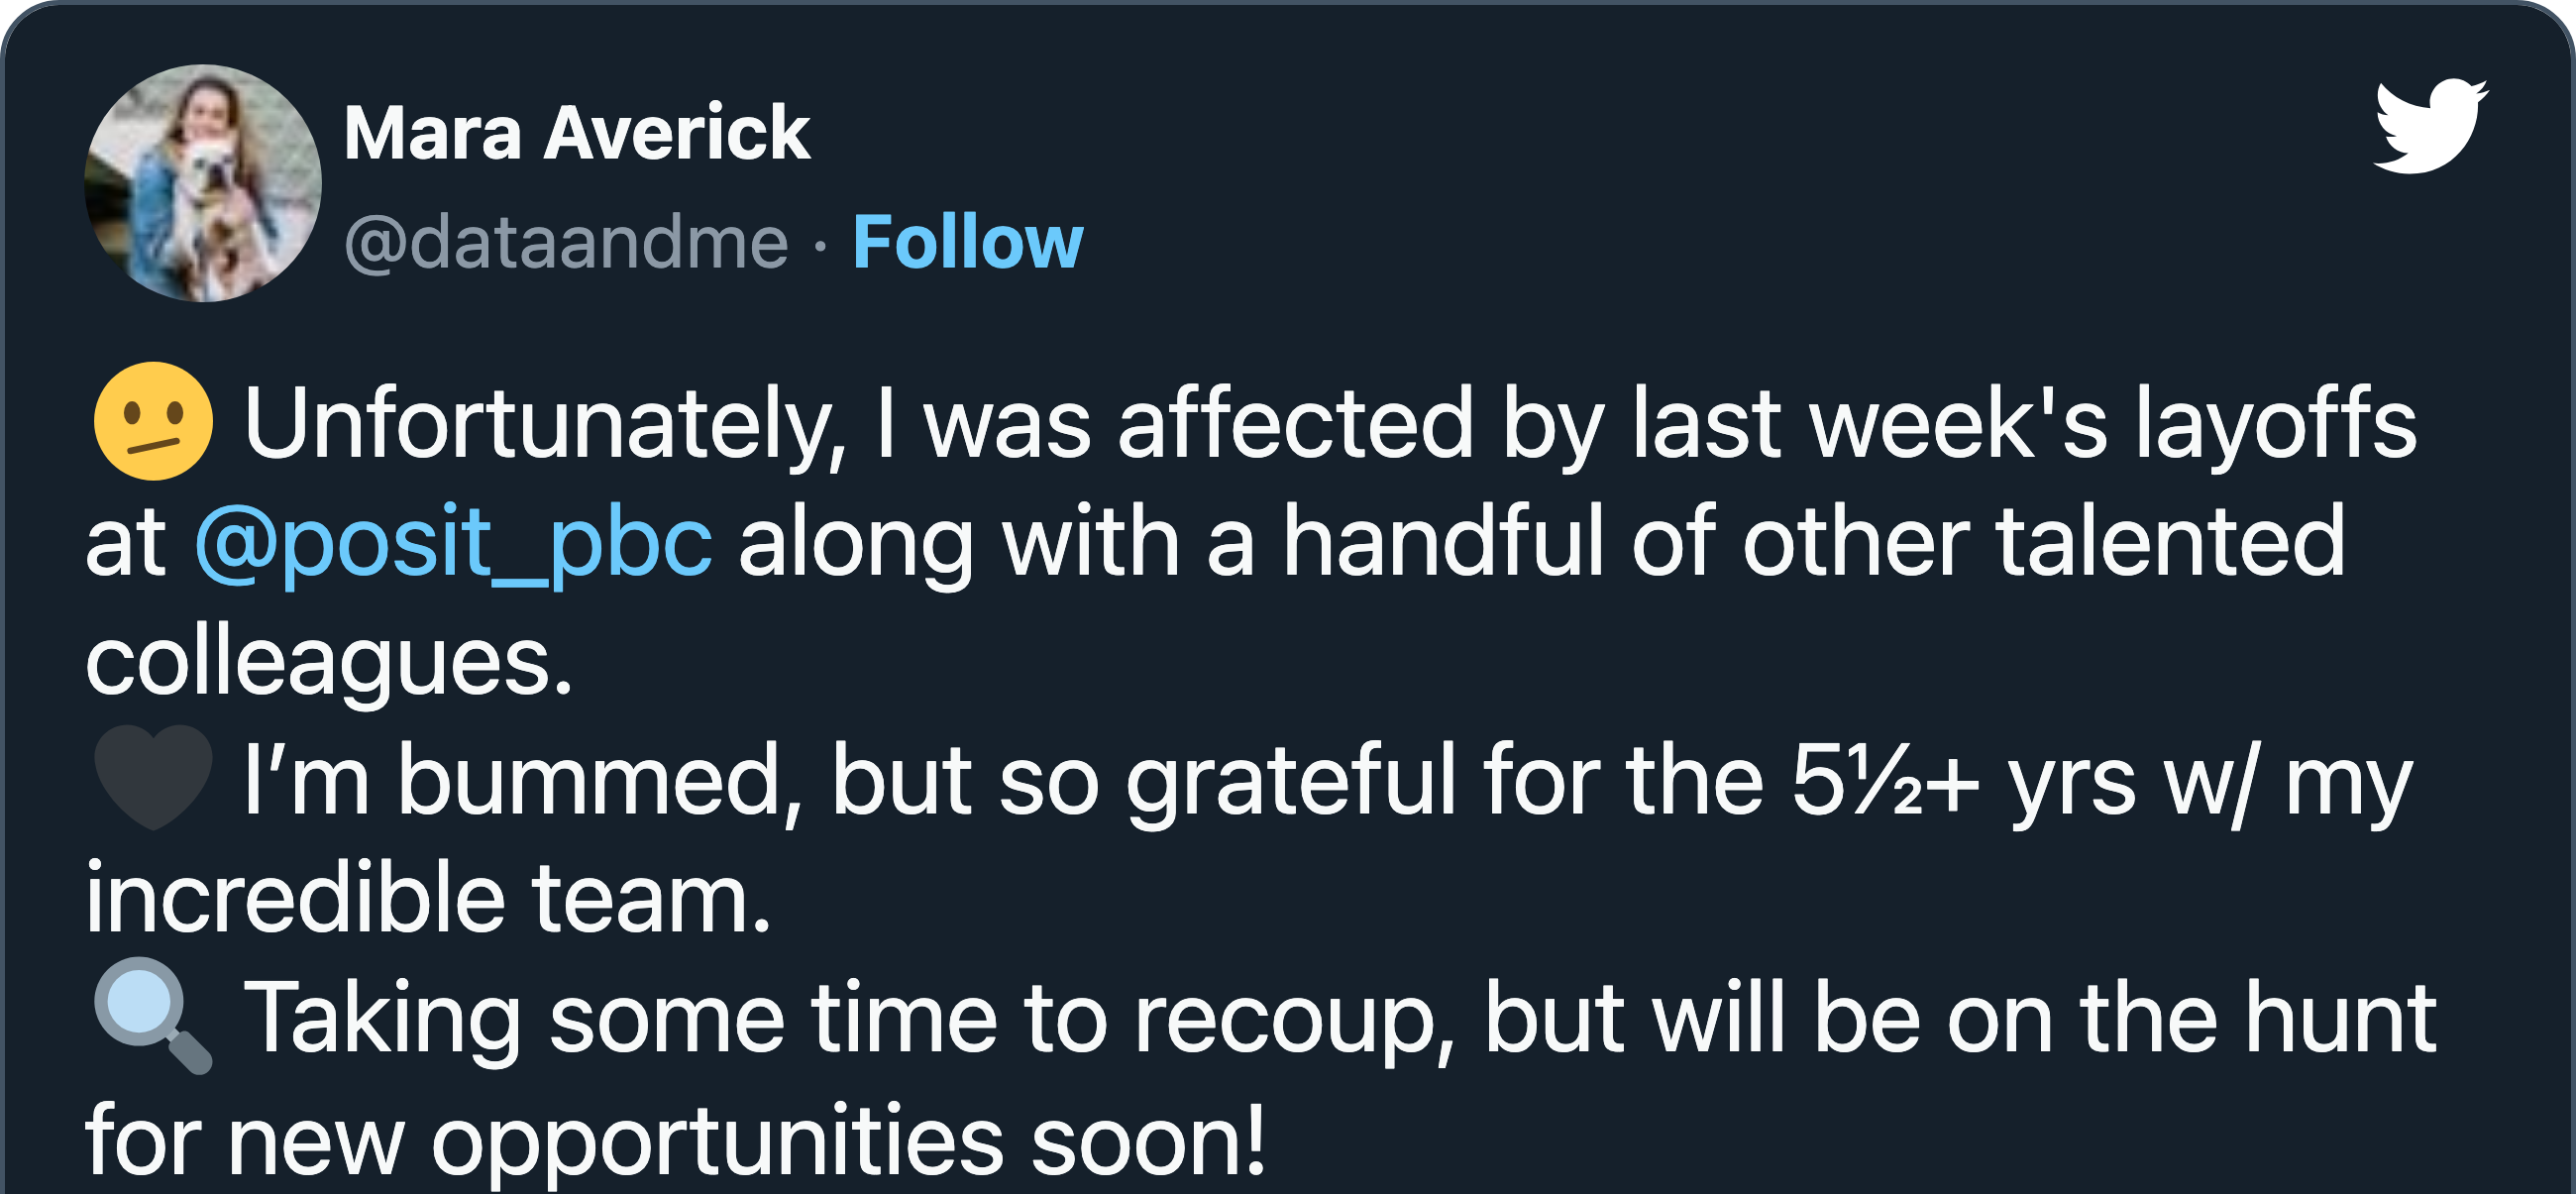 Mara Averick
@dataandme · Follow
🫤 Unfortunately, I was affected by last week's layoffs
at @posit_pbc along with a handful of other talented
colleagues.
🖤 I’m bummed, but so grateful for the 5½+ yrs w/ my
incredible team.
🔍 Taking some time to recoup, but will be on the hunt
for new opportunities soon!